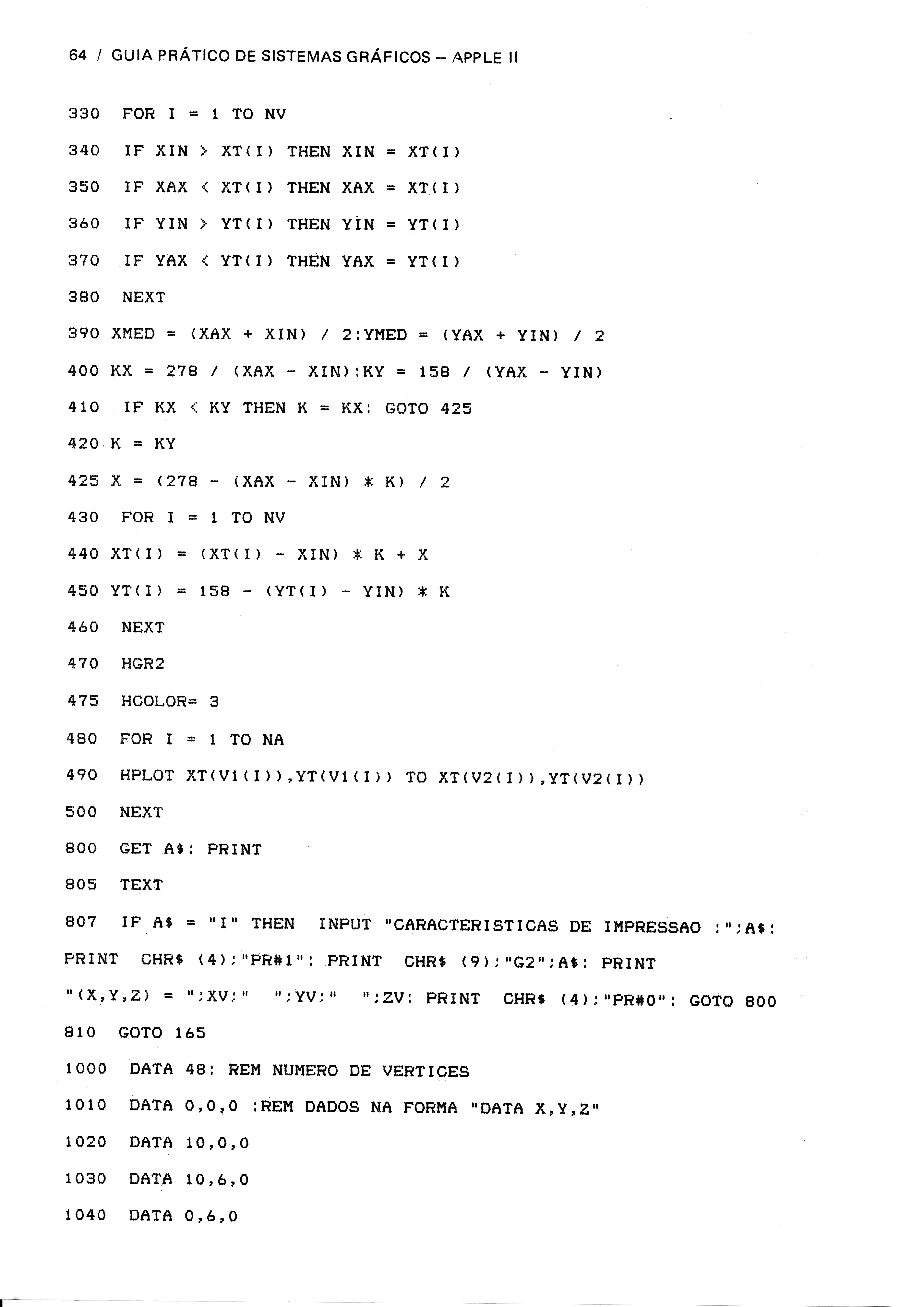 64 / GUIA PRÁTICO DE SISTEMAS GRÁFICOS – APPLE II
330 FOR I = 1 TO NV
340 IF XIN > XT(I) THEN XIN = XT(I)
350 IF XAX < XT(I) THEN XAX = XT(I)
360 IF YIN > YT(I) THEN YIN = YT(I)
370 IF YAX < YT(I) THEN YAX = YT(I)
380 NEXT
390 XMED = (XAX + XIN) / 2:YMED = (YAX + YIN) / 2
400 KX = 278 / (XAX - XIN):KY = 158 / (YAX - YIN)
410 IF KX < KY THEN K = KX: GOTO 425
420 K = KY
425 X = (278 - (XAX - XIN) * K) / 2
430 FOR I = 1 TO NV
440 XT(I) = (XT(I) - XIN) * K + X
450 YT(I) = 158 - (YT(I) - YIN) * K
460 NEXT
470 HGR2
475 HCOLOR= 3
480 FOR I = 1 TO NA
490 HPLOT XT(V1(I)),YT(V1(I)) TO XT(V2(I)),YT(V2(I))
500 NEXT
800 GET A$: PRINT
805 TEXT
807 IF A$ = "I" THEN INPUT "CARACTERISTICAS DE IMPRESSAO :";A$:
PRINT CHR$ (4);"PR#1": PRINT CHR$ (9);"G2";A$: PRINT
"(X,Y,Z) = ";XV;" ";YV;" ";ZV: PRINT CHR$ (4);"PR#0": GOTO 800
810 GOTO 165
1000 DATA 48: REM NUMERO DE VERTICES
1010 DATA 0,0,0 :REM DADOS NA FORMA "DATA X,Y,Z"
1020 DATA 10,0,0
1030 DATA 10,6,0
1040 DATA 0,6,0